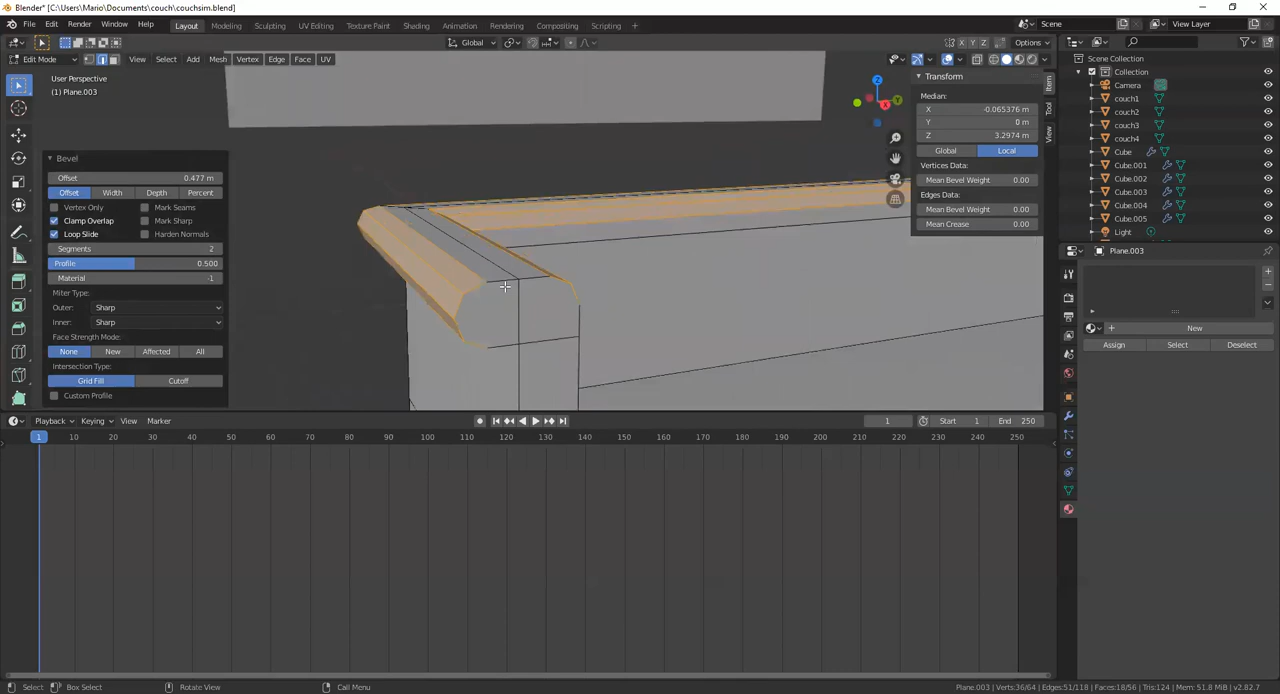 Blender* [C:\Users\Mario\Documents\couch\couchsim.blend]
File Edit Render Window Help Layout Modeling Sculpting UV Editing Texture Paint Shading Animation Rendering Compositing Scripting + Scene View Layer
Global X Y Z Options
Edit Mode View Select Add Mesh Vertex Edge Face UV
User Perspective
(1) Plane.003
Bevel
Offset 0.477 m
Offset Width Depth Percent
Vertex Only Mark Seams
Clamp Overlap Mark Sharp
Loop Slide Harden Normals
Segments 2
Profile 0.500
Material -1
Miter Type:
Outer: Sharp
Inner: Sharp
Face Strength Mode:
None New Affected All
Intersection Type:
Grid Fill Cutoff
Custom Profile
Z Y X
Transform
Median:
X -0.065376 m
Y 0 m
Z 3.2974 m
Global Local
Vertices Data:
Mean Bevel Weight 0.00
Edges Data:
Mean Bevel Weight 0.00
Mean Crease 0.00
Item
Tool
View
Scene Collection
Collection
Camera
couch1
couch2
couch3
couch4
Cube
Cube.001
Cube.002
Cube.003
Cube.004
Cube.005
Light
Plane.003
New
Assign Select Deselect
Playback Keying View Marker 1 Start 1 End 250
1 10 20 30 40 50 60 70 80 90 100 110 120 130 140 150 160 170 180 190 200 210 220 230 240 250
Select Box Select Rotate View Call Menu Plane.003 | Verts:36/64 | Edges:51/118 | Faces:18/56 | Tris:124 | Mem: 51.8 MiB | v2.82.7